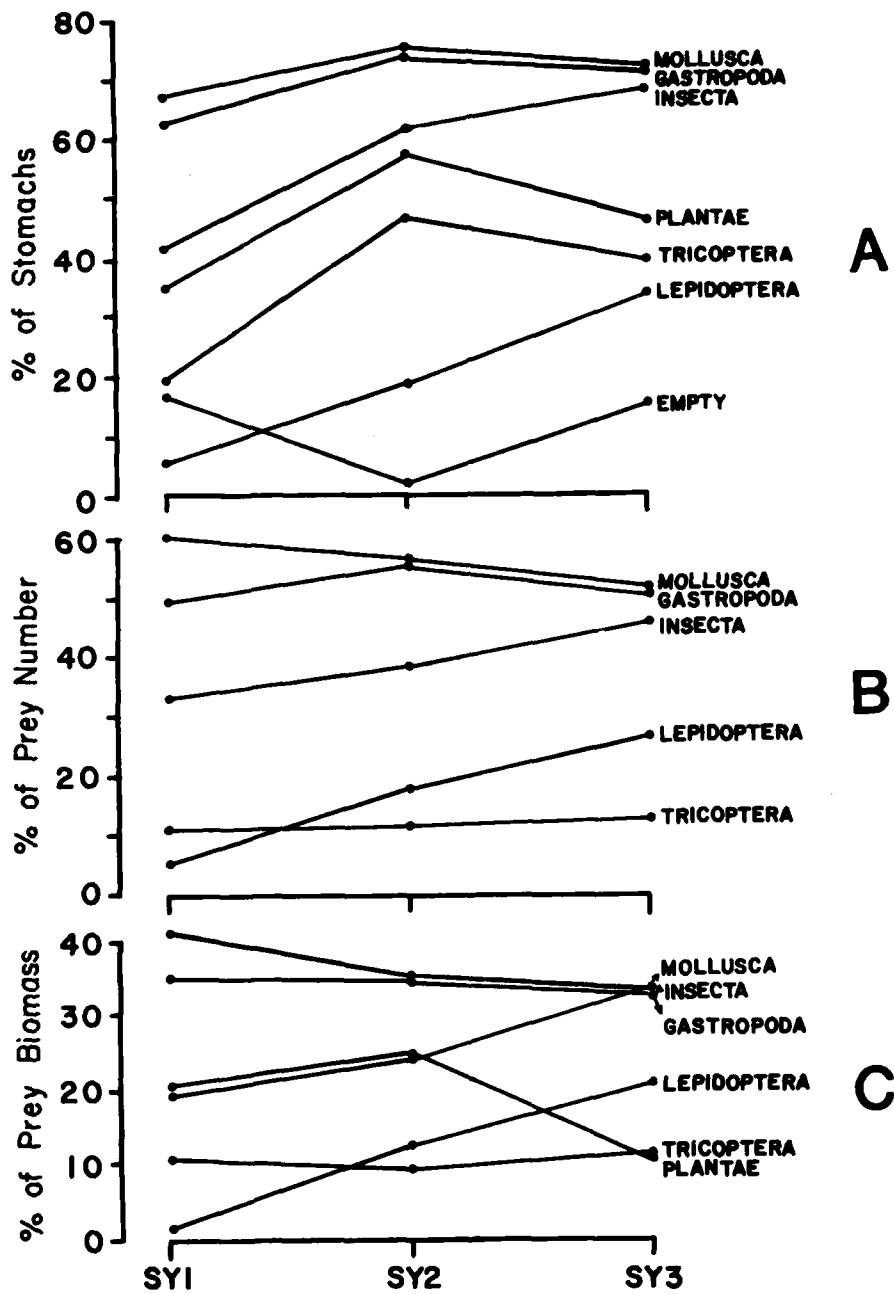 80
60
40
20
0
% of Stomachs
MOLLUSCA
GASTROPODA
INSECTA
PLANTAE
TRICOPTERA
LEPIDOPTERA
EMPTY
A
60
40
20
0
% of Prey Number
MOLLUSCA
GASTROPODA
INSECTA
LEPIDOPTERA
TRICOPTERA
B
40
30
20
10
0
% of Prey Biomass
MOLLUSCA
INSECTA
GASTROPODA
LEPIDOPTERA
TRICOPTERA
PLANTAE
C
SY1 SY2 SY3